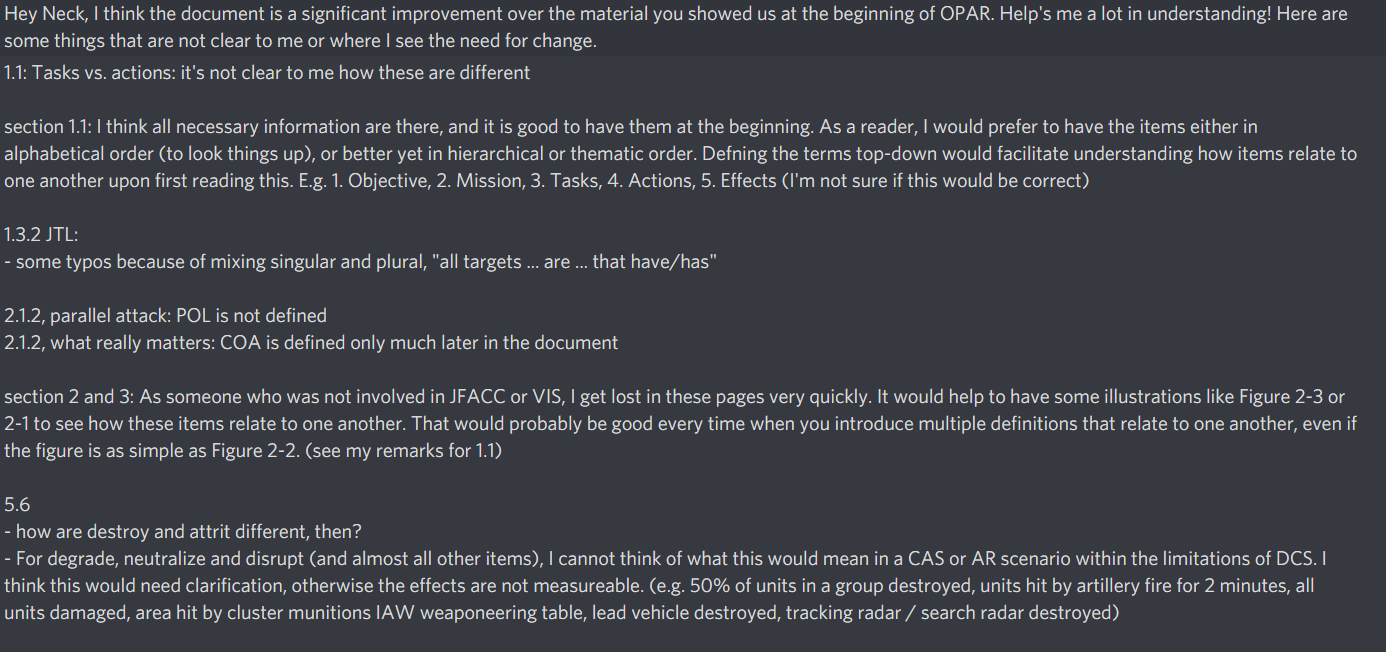 Hey Neck, I think the document is a significant improvement over the material you showed us at the beginning of OPAR. Help's me a lot in understanding! Here are
some things that are not clear to me or where I see the need for change.
1.1: Tasks vs. actions: it's not clear to me how these are different
section 1.1: I think all necessary information are there, and it is good to have them at the beginning. As a reader, I would prefer to have the items either in
alphabetical order (to look things up), or better yet in hierarchical or thematic order. Defning the terms top-down would facilitate understanding how items relate to
one another upon first reading this. E.g. 1. Objective, 2. Mission, 3. Tasks, 4. Actions, 5. Effects (I'm not sure if this would be correct)
1.3.2 JTL:
- some typos because of mixing singular and plural, "all targets ... are ... that have/has"
2.1.2, parallel attack: POL is not defined
2.1.2, what really matters: COA is defined only much later in the document
section 2 and 3: As someone who was not involved in JFACC or VIS, I get lost in these pages very quickly. It would help to have some illustrations like Figure 2-3 or
2-1 to see how these items relate to one another. That would probably be good every time when you introduce multiple definitions that relate to one another, even if
the figure is as simple as Figure 2-2. (see my remarks for 1.1)
5.6
- how are destroy and attrit different, then?
- For degrade, neutralize and disrupt (and almost all other items), I cannot think of what this would mean in a CAS or AR scenario within the limitations of DCS. I
think this would need clarification, otherwise the effects are not measureable. (e.g. 50% of units in a group destroyed, units hit by artillery fire for 2 minutes, all
units damaged, area hit by cluster munitions IAW weaponeering table, lead vehicle destroyed, tracking radar / search radar destroyed)